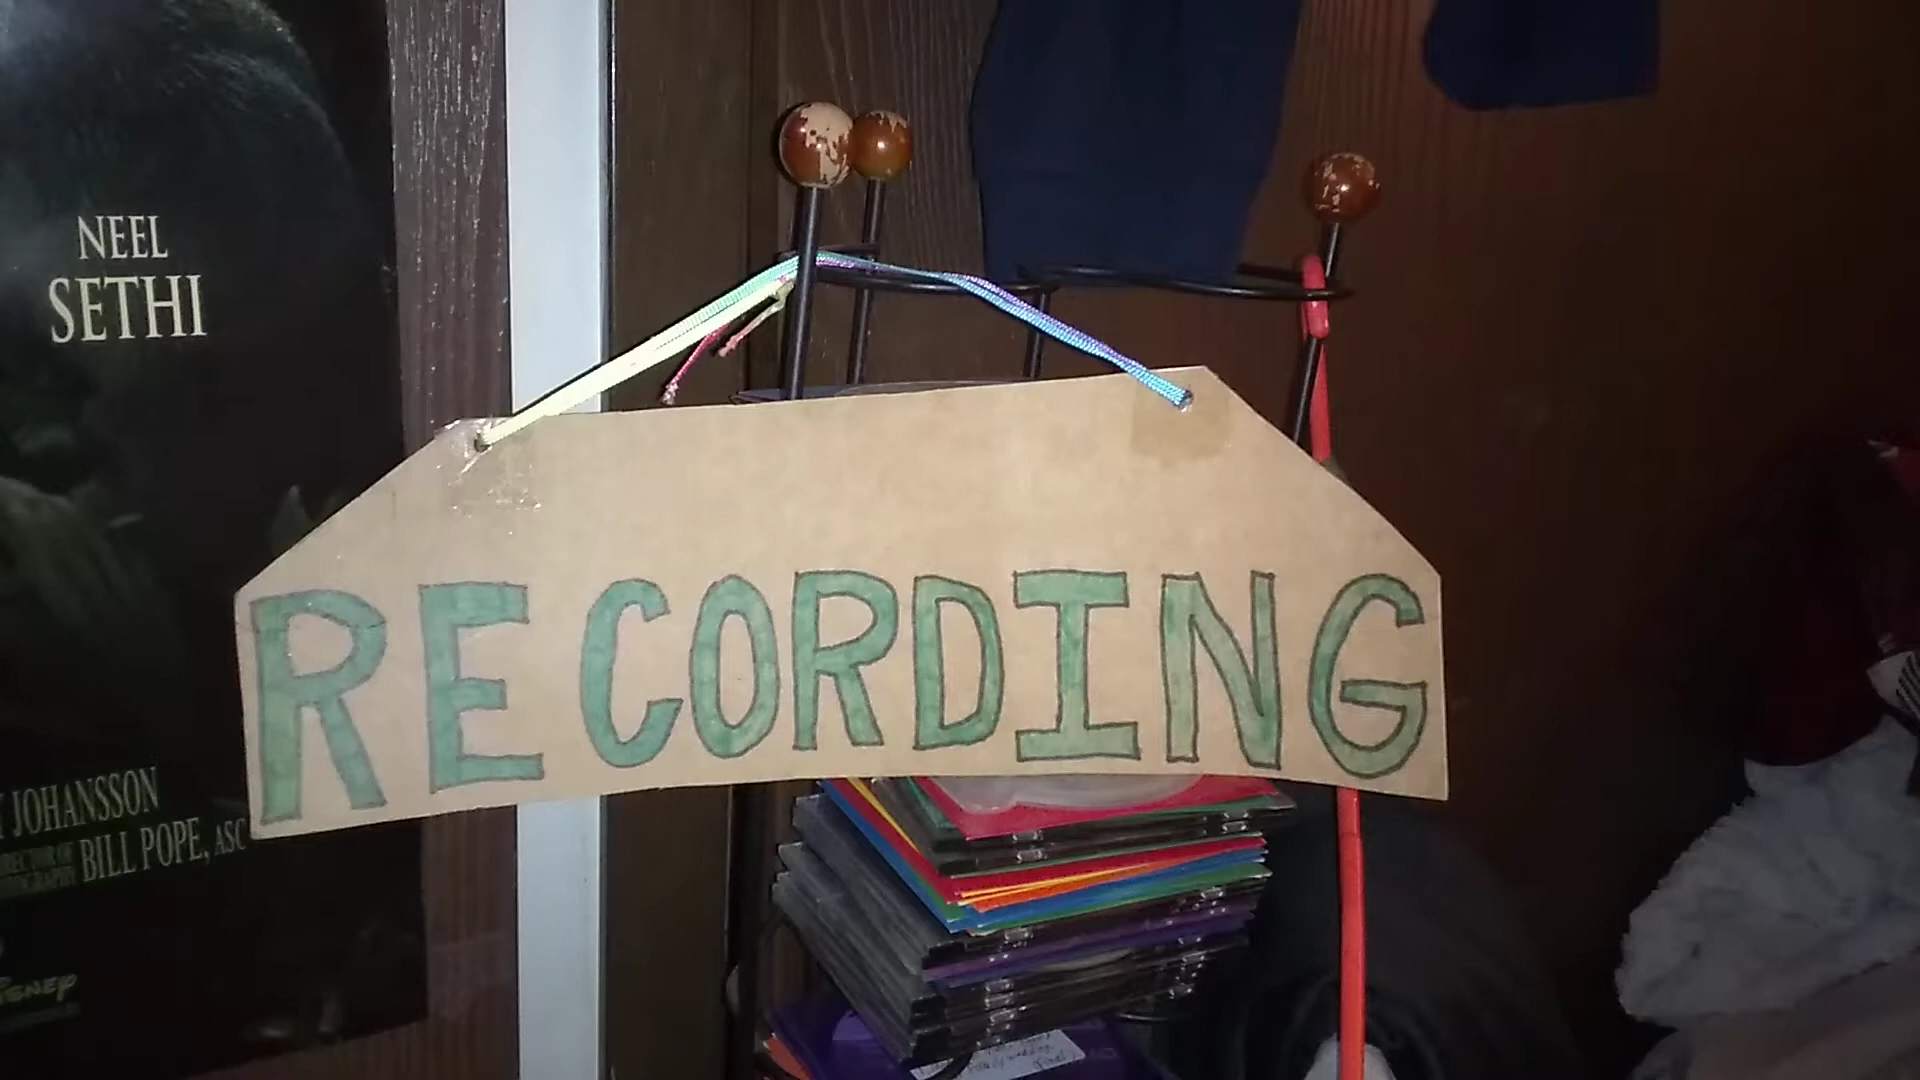 NEEL
SETHI
RECORDING
JOHANSSON
BILL POPE, ASC